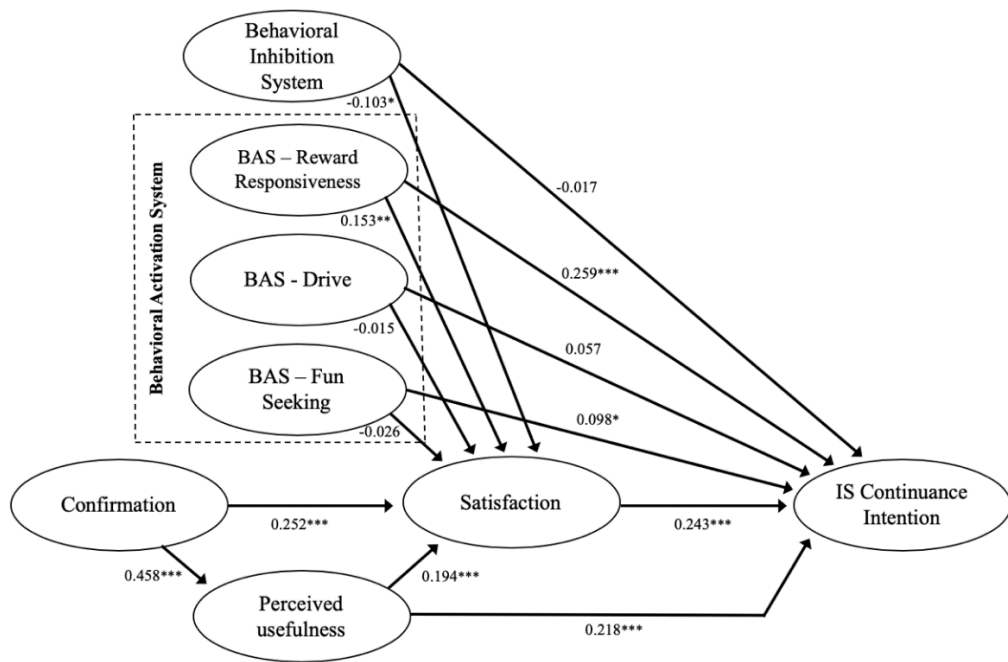 Behavioral
Inhibition
System
-0.103*
-0.017
Behavioral Activation System
BAS – Reward
Responsiveness
0.153**
0.259***
BAS - Drive
-0.015
0.057
BAS – Fun
Seeking
-0.026
0.098*
Confirmation
0.252***
Satisfaction
0.243***
IS Continuance
Intention
0.458***
0.194***
Perceived
usefulness
0.218***